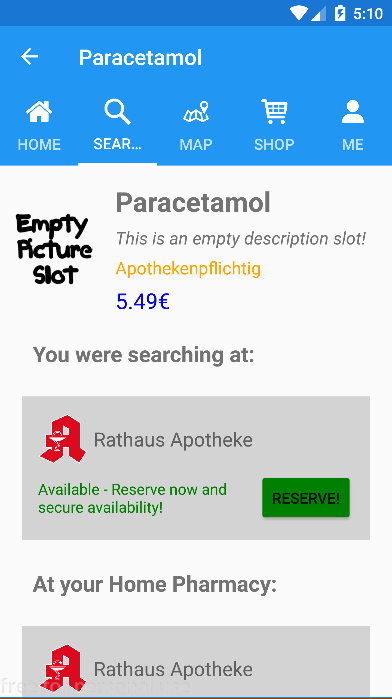 5:10
Paracetamol
HOME
SEAR...
MAP
SHOP
ME
Empty
Picture
Slot
Paracetamol
This is an empty description slot!
Apothekenpflichtig
5.49€
You were searching at:
Rathaus Apotheke
Available - Reserve now and
secure availability!
RESERVE!
At your Home Pharmacy:
Rathaus Apotheke